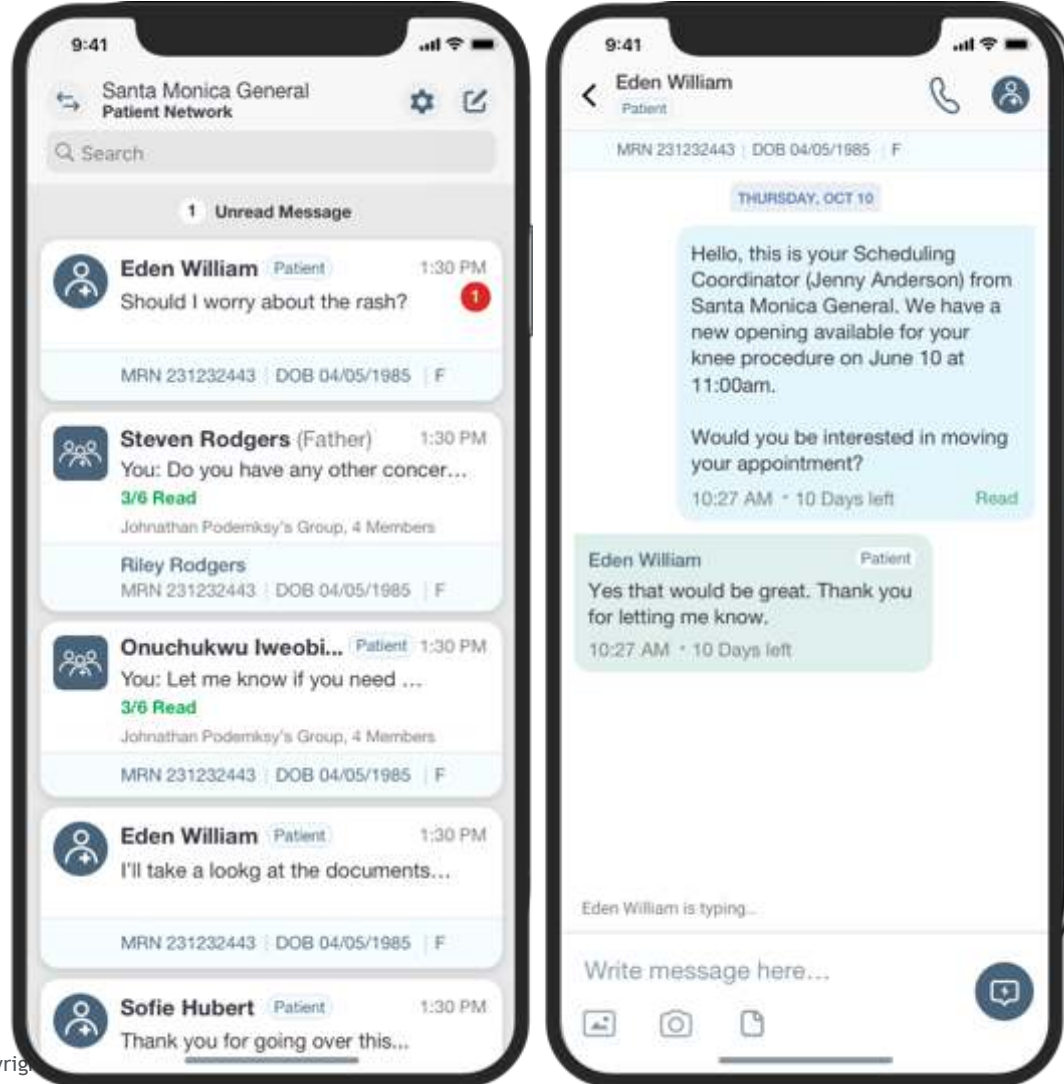 9:41
Santa Monica General
Patient Network
Search
1 Unread Message
Eden William Patient 1:30 PM
Should I worry about the rash? 1
MRN 231232443 | DOB 04/05/1985 | F
Steven Rodgers (Father) 1:30 PM
You: Do you have any other concer...
3/6 Read
Johnathan Podemksy's Group, 4 Members
Riley Rodgers
MRN 231232443 | DOB 04/05/1985 | F
Onuchukwu Iweobi... Patient 1:30 PM
You: Let me know if you need ...
3/6 Read
Johnathan Podemksy's Group, 4 Members
MRN 231232443 | DOB 04/05/1985 | F
Eden William Patient 1:30 PM
I'll take a lookg at the documents...
MRN 231232443 | DOB 04/05/1985 | F
Sofie Hubert Patient 1:30 PM
Thank you for going over this...
9:41
Eden William
Patient
MRN 231232443 | DOB 04/05/1985 | F
THURSDAY, OCT 10
Hello, this is your Scheduling
Coordinator (Jenny Anderson) from
Santa Monica General. We have a
new opening available for your
knee procedure on June 10 at
11:00am.
Would you be interested in moving
your appointment?
10:27 AM • 10 Days left Read
Eden William Patient
Yes that would be great. Thank you
for letting me know.
10:27 AM • 10 Days left
Eden William is typing...
Write message here...